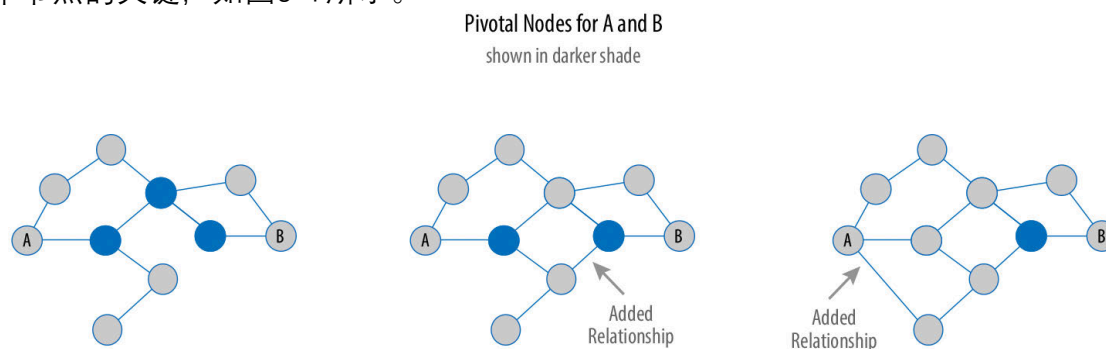 Pivotal Nodes for A and B
shown in darker shade
A
B
A
B
Added
Relationship
A
B
Added
Relationship